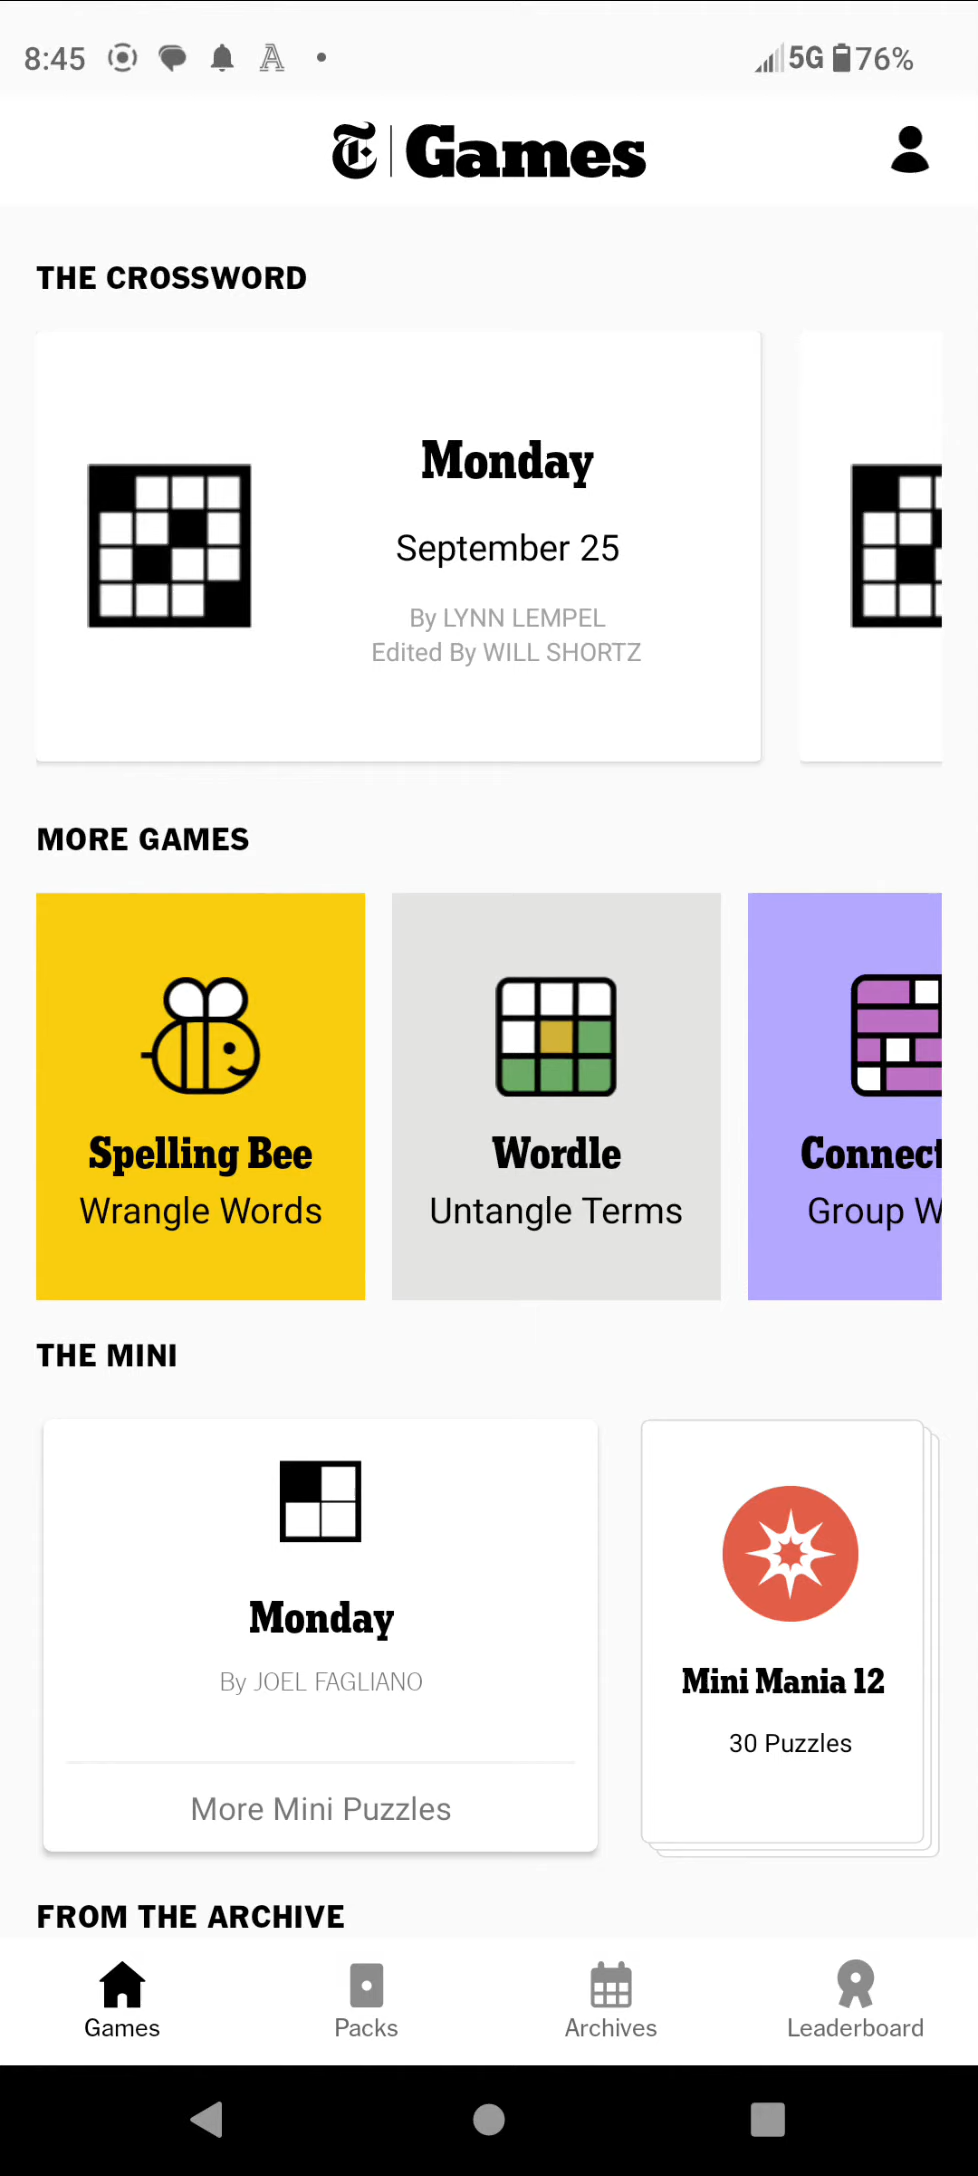 8:45
5G 76%
T Games
THE CROSSWORD
Monday
September 25
By LYNN LEMPEL
Edited By WILL SHORTZ
MORE GAMES
Spelling Bee
Wrangle Words
Wordle
Untangle Terms
Connect
Group W
THE MINI
Monday
By JOEL FAGLIANO
More Mini Puzzles
Mini Mania 12
30 Puzzles
FROM THE ARCHIVE
Games
Packs
Archives
Leaderboard